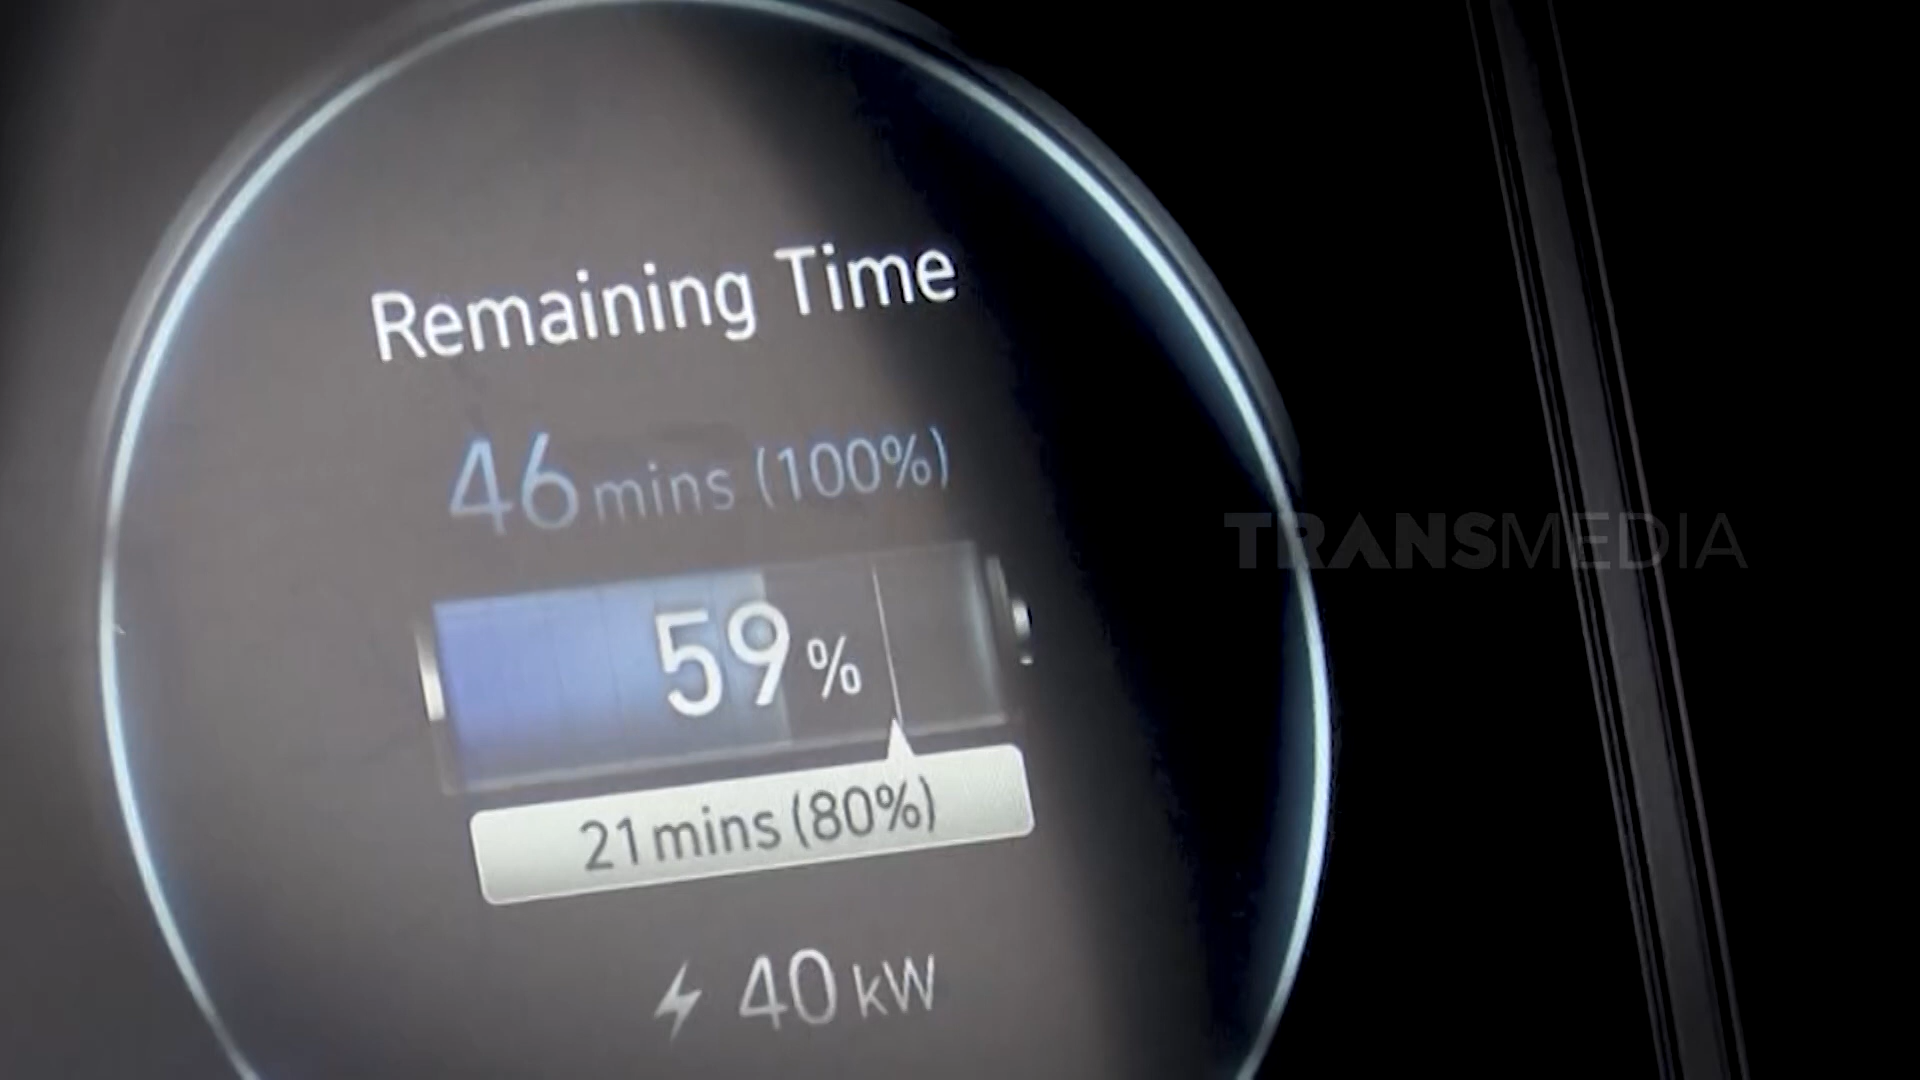 Remaining Time
46 mins (100%)
TRANSMEDIA
59 %
21 mins (80%)
40 kW